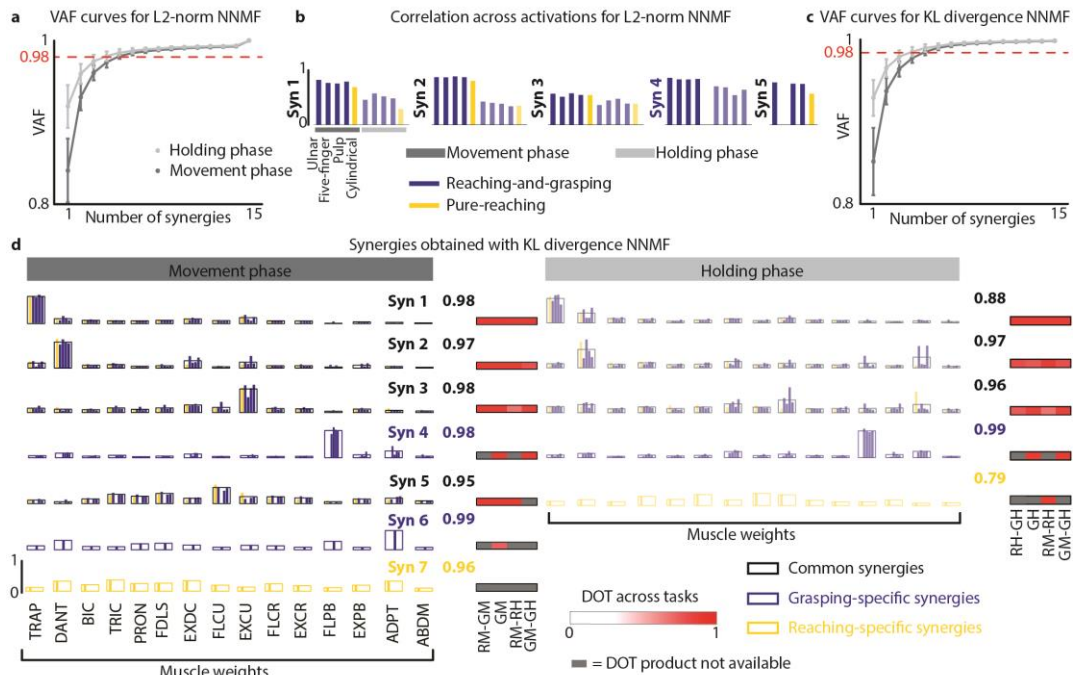 a VAF curves for L2-norm NNMF
1
0.98
VAF
Holding phase
Movement phase
0.8
1 Number of synergies 15
b Correlation across activations for L2-norm NNMF
1
0
Syn 1
Syn 2
Syn 3
Syn 4
Syn 5
Ulnar
Five-finger
Pulp
Cylindrical
Movement phase
Holding phase
Reaching-and-grasping
Pure-reaching
c VAF curves for KL divergence NNMF
1
0.98
VAF
0.8
1 Number of synergies 15
d Synergies obtained with KL divergence NNMF
Movement phase
Syn 1 0.98
Syn 2 0.97
Syn 3 0.98
Syn 4 0.98
Syn 5 0.95
Syn 6 0.99
Syn 7 0.96
1
0
TRAP
DANT
BIC
TRIC
PRON
FDLS
EXDC
FLCU
EXCU
FLCR
EXCR
FLPB
EXPB
ADPT
ABDM
Muscle weights
RM-GM
GM
RM-RH
GM-GH
Holding phase
0.88
0.97
0.96
0.99
0.79
Muscle weights
RH-GH
GH
RM-RH
GM-GH
DOT across tasks
0 1
= DOT product not available
Common synergies
Grasping-specific synergies
Reaching-specific synergies